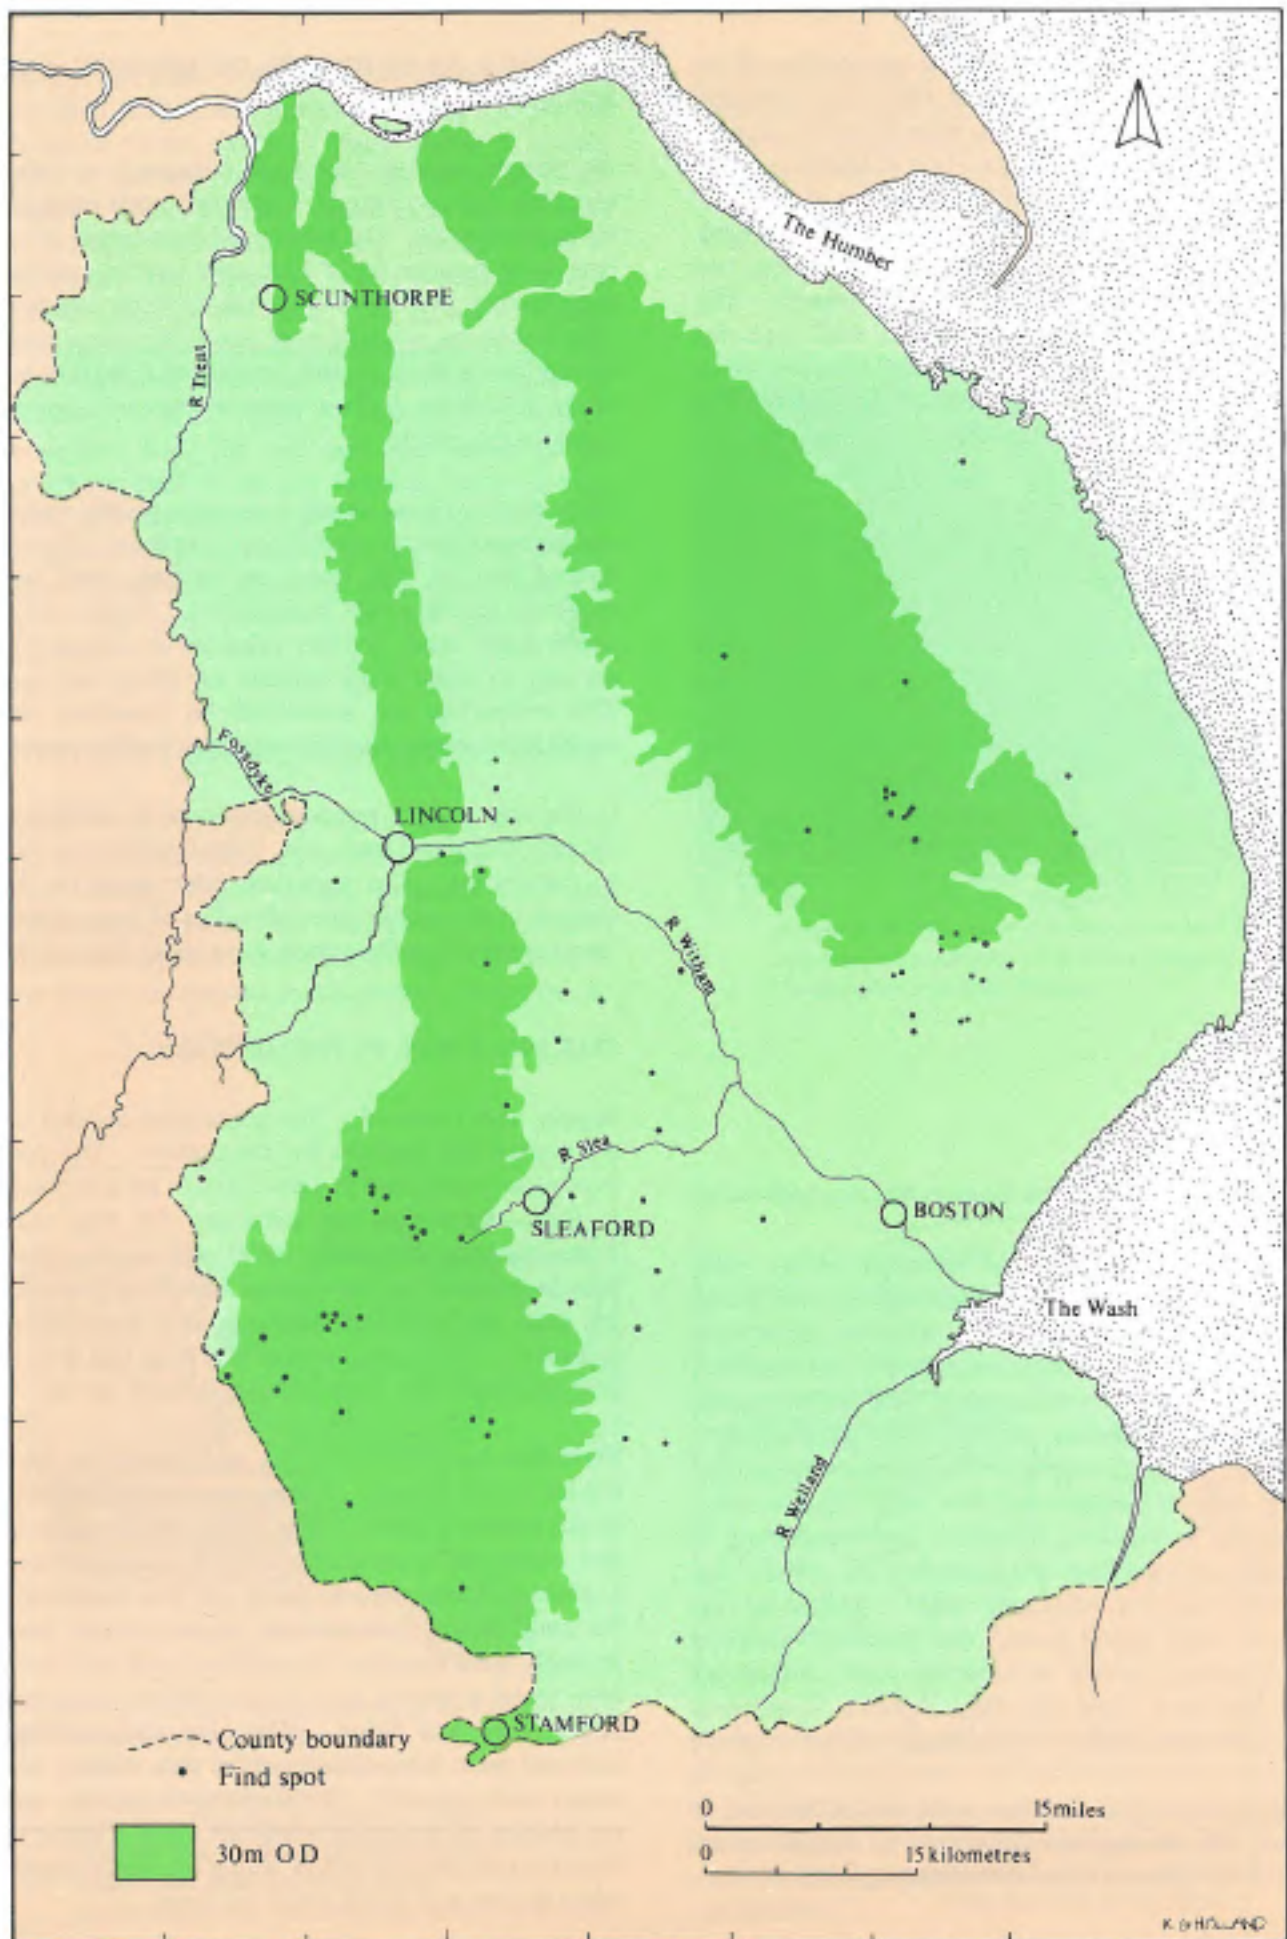 The Humber
SCUNTHORPE
R Trent
Fossdyke
LINCOLN
R Witham
R Slea
SLEAFORD
BOSTON
The Wash
R Welland
STAMFORD
County boundary
Find spot
30m OD
0 15miles
0 15kilometres